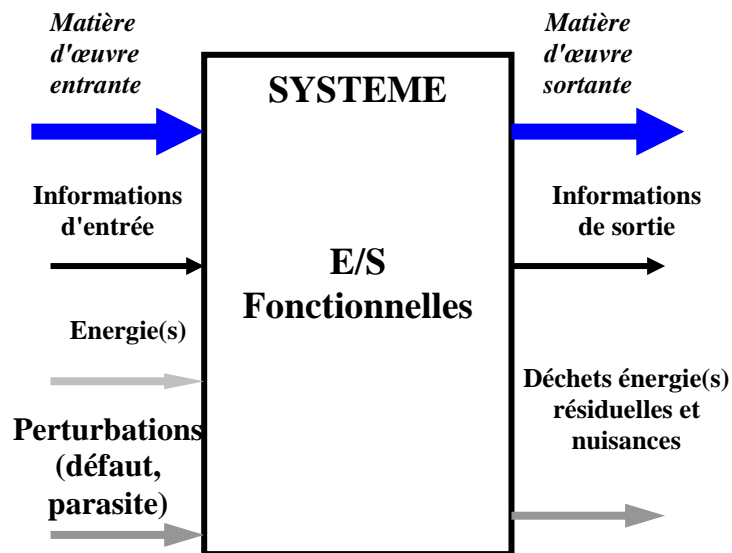 Matière
d'œuvre
entrante
SYSTEME
Matière
d'œuvre
sortante
Informations
d'entrée
E/S
Fonctionnelles
Informations
de sortie
Energie(s)
Perturbations
(défaut,
parasite)
Déchets énergie(s)
résiduelles et
nuisances